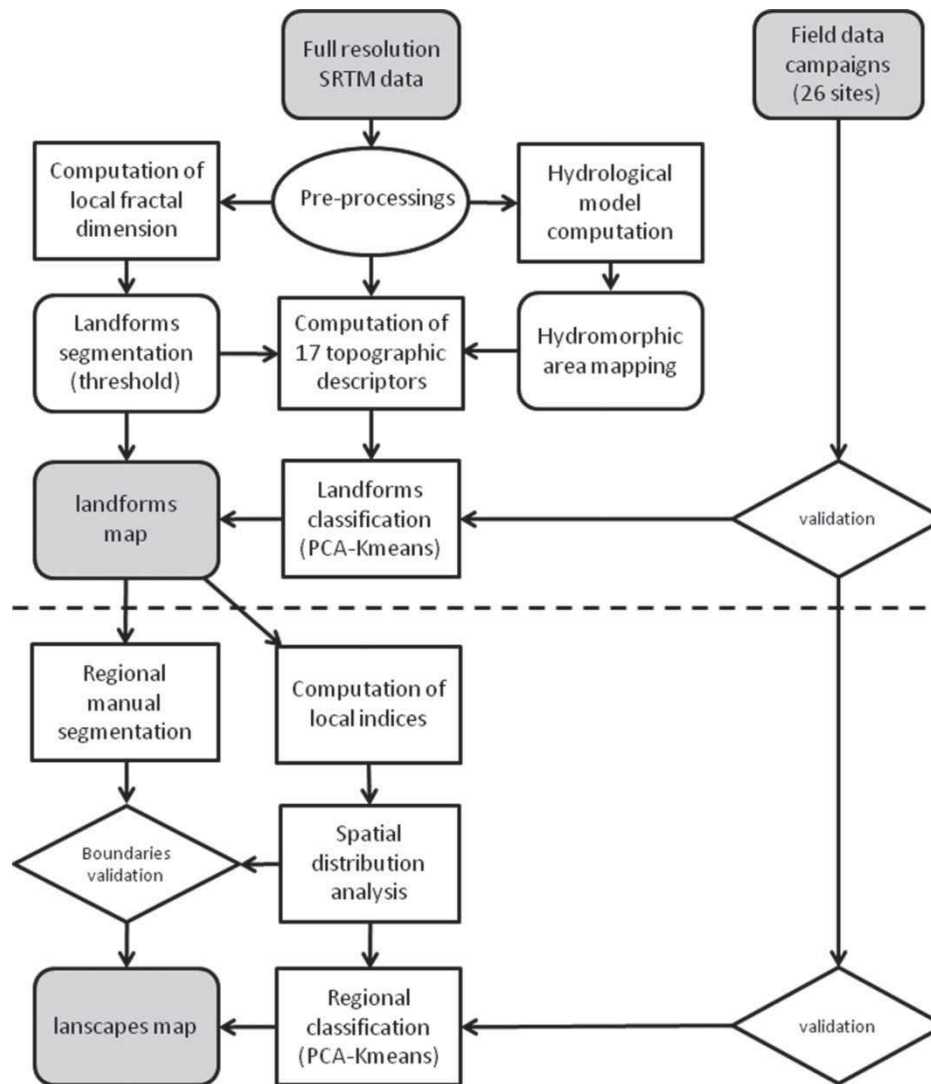 Full resolution
SRTM data
Field data
campaigns
(26 sites)
Computation of
local fractal
dimension
Pre-processings
Hydrological
model
computation
Landforms
segmentation
(threshold)
Computation of
17 topographic
descriptors
Hydromorphic
area mapping
landforms
map
Landforms
classification
(PCA-Kmeans)
validation
Regional
manual
segmentation
Computation of
local indices
Boundaries
validation
Spatial
distribution
analysis
lanscapes map
Regional
classification
(PCA-Kmeans)
validation